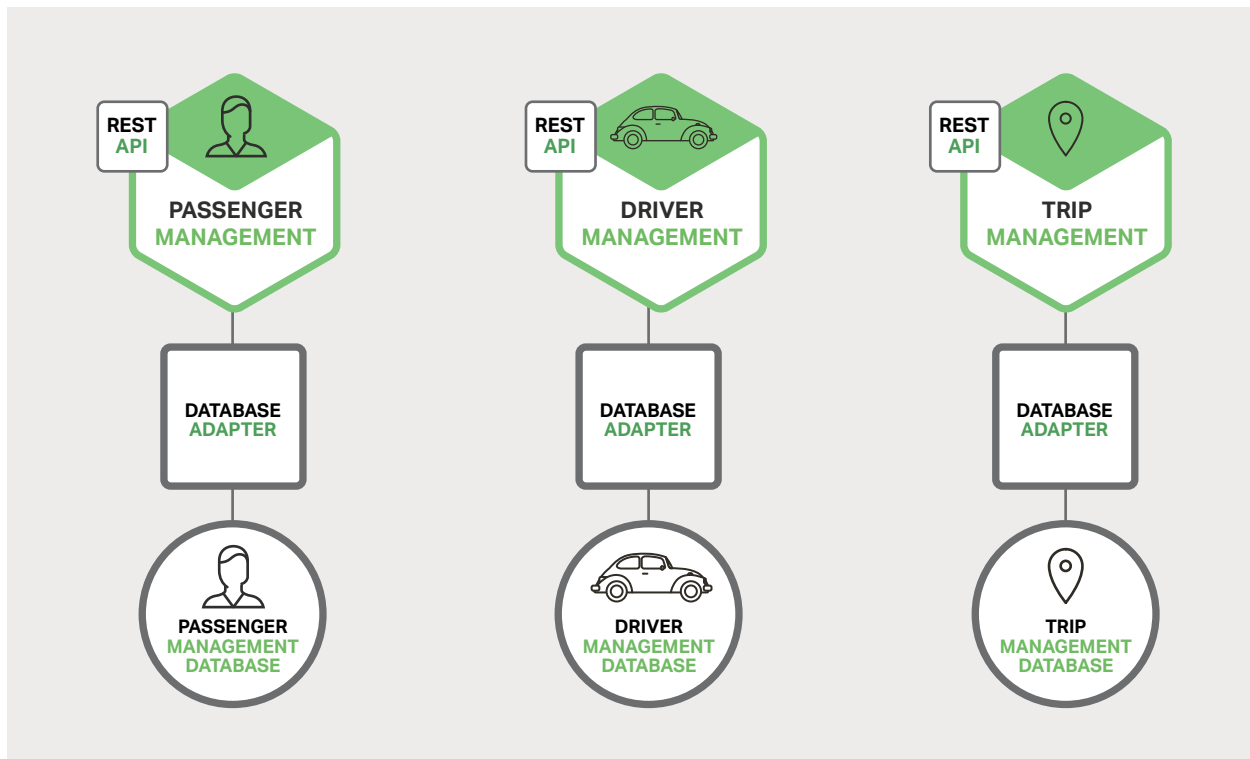 REST
API
PASSENGER
MANAGEMENT
REST
API
DRIVER
MANAGEMENT
REST
API
TRIP
MANAGEMENT
DATABASE
ADAPTER
DATABASE
ADAPTER
DATABASE
ADAPTER
PASSENGER
MANAGEMENT
DATABASE
DRIVER
MANAGEMENT
DATABASE
TRIP
MANAGEMENT
DATABASE